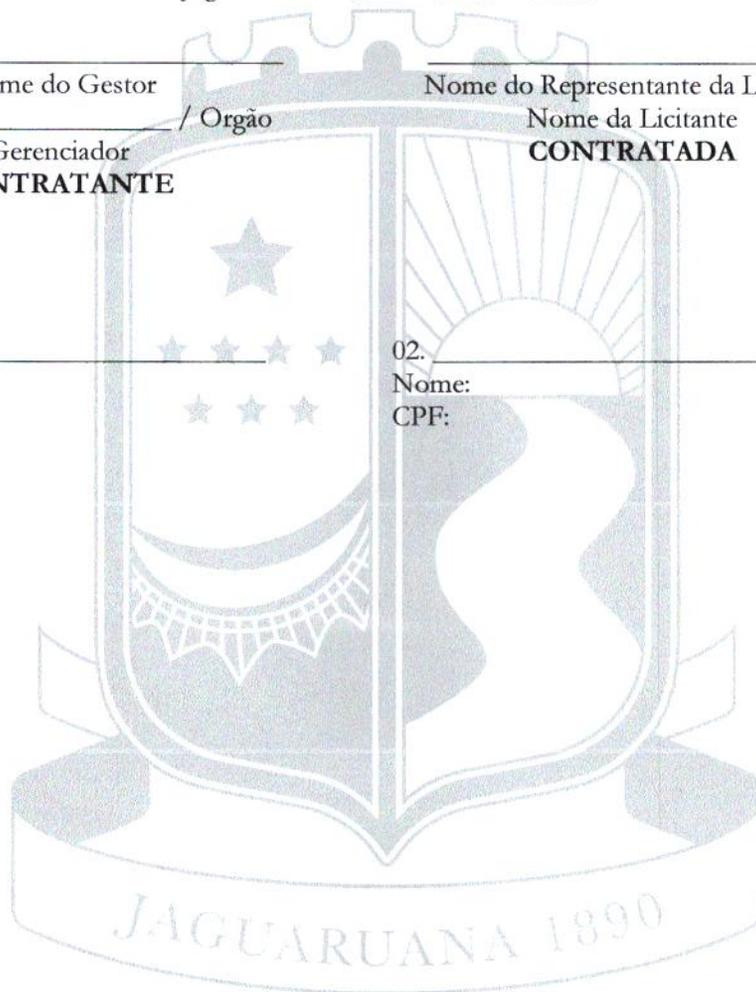 me do Gestor
/ Orgão
Gerenciador
NTRATANTE
Nome do Representante da L
Nome da Licitante
CONTRATADA
02.
Nome:
CPF:
JAGUARUANA 1890